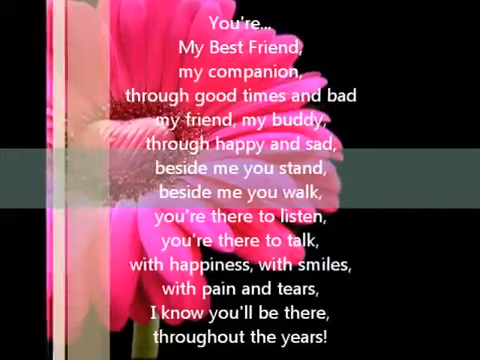 You're...
My Best Friend,
my companion,
through good times and bad
my friend, my buddy,
through happy and sad,
beside me you stand,
beside me you walk,
you're there to listen,
you're there to talk,
with happiness, with smiles,
with pain and tears,
I know you'll be there,
throughout the years!